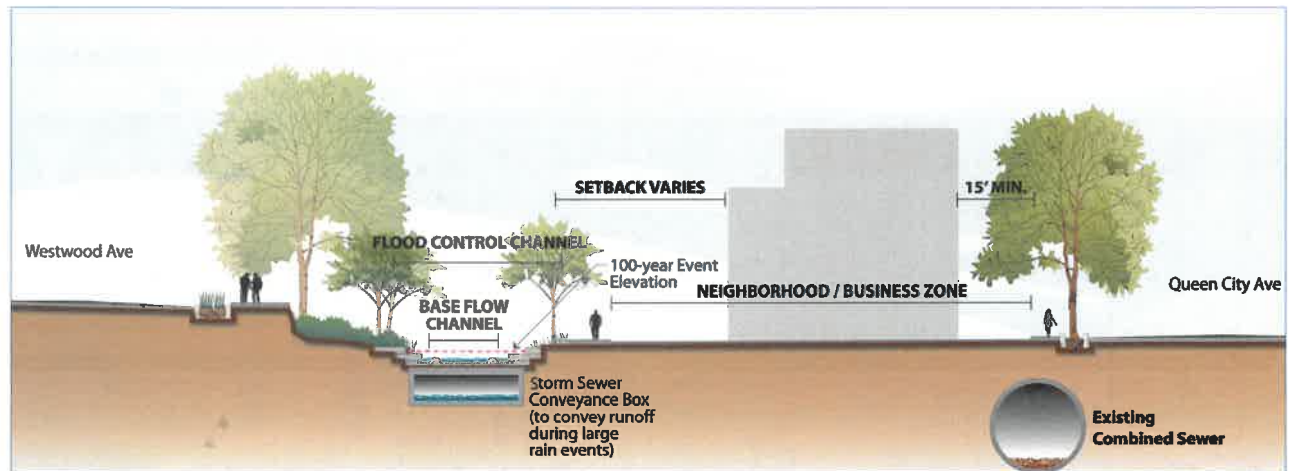 SETBACK VARIES
15' MIN.
Westwood Ave
FLOOD CONTROL CHANNEL
100-year Event
Elevation
NEIGHBORHOOD / BUSINESS ZONE
Queen City Ave
BASE FLOW
CHANNEL
Storm Sewer
Conveyance Box
(to convey runoff
during large
rain events)
Existing
Combined Sewer